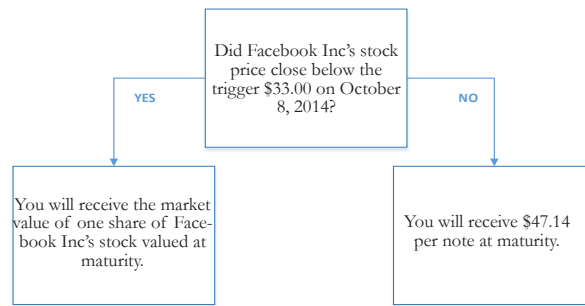 Did Facebook Inc's stock
price close below the
trigger $33.00 on October
8, 2014?
YES
NO
You will receive the market
value of one share of Face-
book Inc's stock valued at
maturity.
You will receive $47.14
per note at maturity.